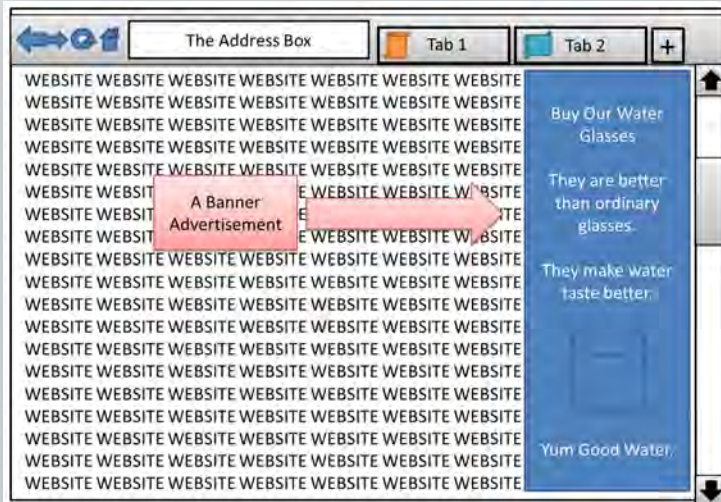 The Address Box
Tab 1
Tab 2
+
WEBSITE WEBSITE WEBSITE WEBSITE WEBSITE WEBSITE WEBSITE
WEBSITE WEBSITE WEBSITE WEBSITE WEBSITE WEBSITE WEBSITE
WEBSITE WEBSITE WEBSITE WEBSITE WEBSITE WEBSITE WEBSITE
WEBSITE WEBSITE WEBSITE WEBSITE WEBSITE WEBSITE WEBSITE
WEBSITE WEBSITE WEBSITE WEBSITE WEBSITE WEBSITE WEBSITE
WEBSITE WEBSIT E WEBSITE WEBSITE WEBSITE
WEBSITE WEBSIT E ITE
WEBSITE WEBSIT E WEBSITE WEBSITE WEBSITE
WEBSITE WEBSITE WEBSITE WEBSITE WEBSITE WEBSITE WEBSITE
WEBSITE WEBSITE WEBSITE WEBSITE WEBSITE WEBSITE WEBSITE
WEBSITE WEBSITE WEBSITE WEBSITE WEBSITE WEBSITE WEBSITE
WEBSITE WEBSITE WEBSITE WEBSITE WEBSITE WEBSITE WEBSITE
WEBSITE WEBSITE WEBSITE WEBSITE WEBSITE WEBSITE WEBSITE
WEBSITE WEBSITE WEBSITE WEBSITE WEBSITE WEBSITE WEBSITE
WEBSITE WEBSITE WEBSITE WEBSITE WEBSITE WEBSITE WEBSITE
WEBSITE WEBSITE WEBSITE WEBSITE WEBSITE WEBSITE WEBSITE
WEBSITE WEBSITE WEBSITE WEBSITE WEBSITE WEBSITE WEBSITE
WEBSITE WEBSITE WEBSITE WEBSITE WEBSITE WEBSITE WEBSITE
WEBSITE WEBSITE WEBSITE WEBSITE WEBSITE WEBSITE WEBSITE
A Banner
Advertisement
Buy Our Water
Glasses
They are better
than ordinary
glasses.
They make water
taste better.
Yum Good Water.